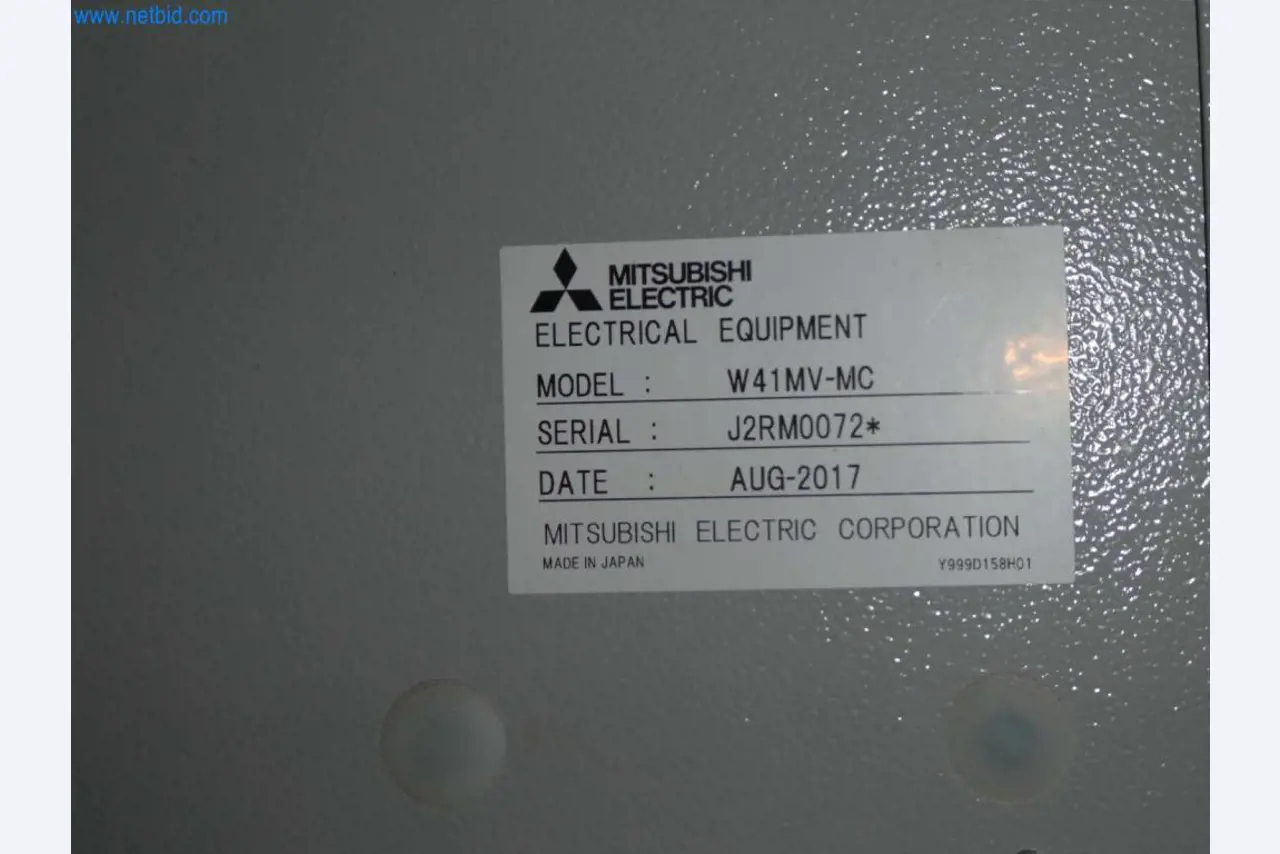 www.netbid.com
MITSUBISHI
ELECTRIC
ELECTRICAL EQUIPMENT
MODEL : W41MV-MC
SERIAL : J2RM0072*
DATE : AUG-2017
MITSUBISHI ELECTRIC CORPORATION
MADE IN JAPAN Y999D158H01